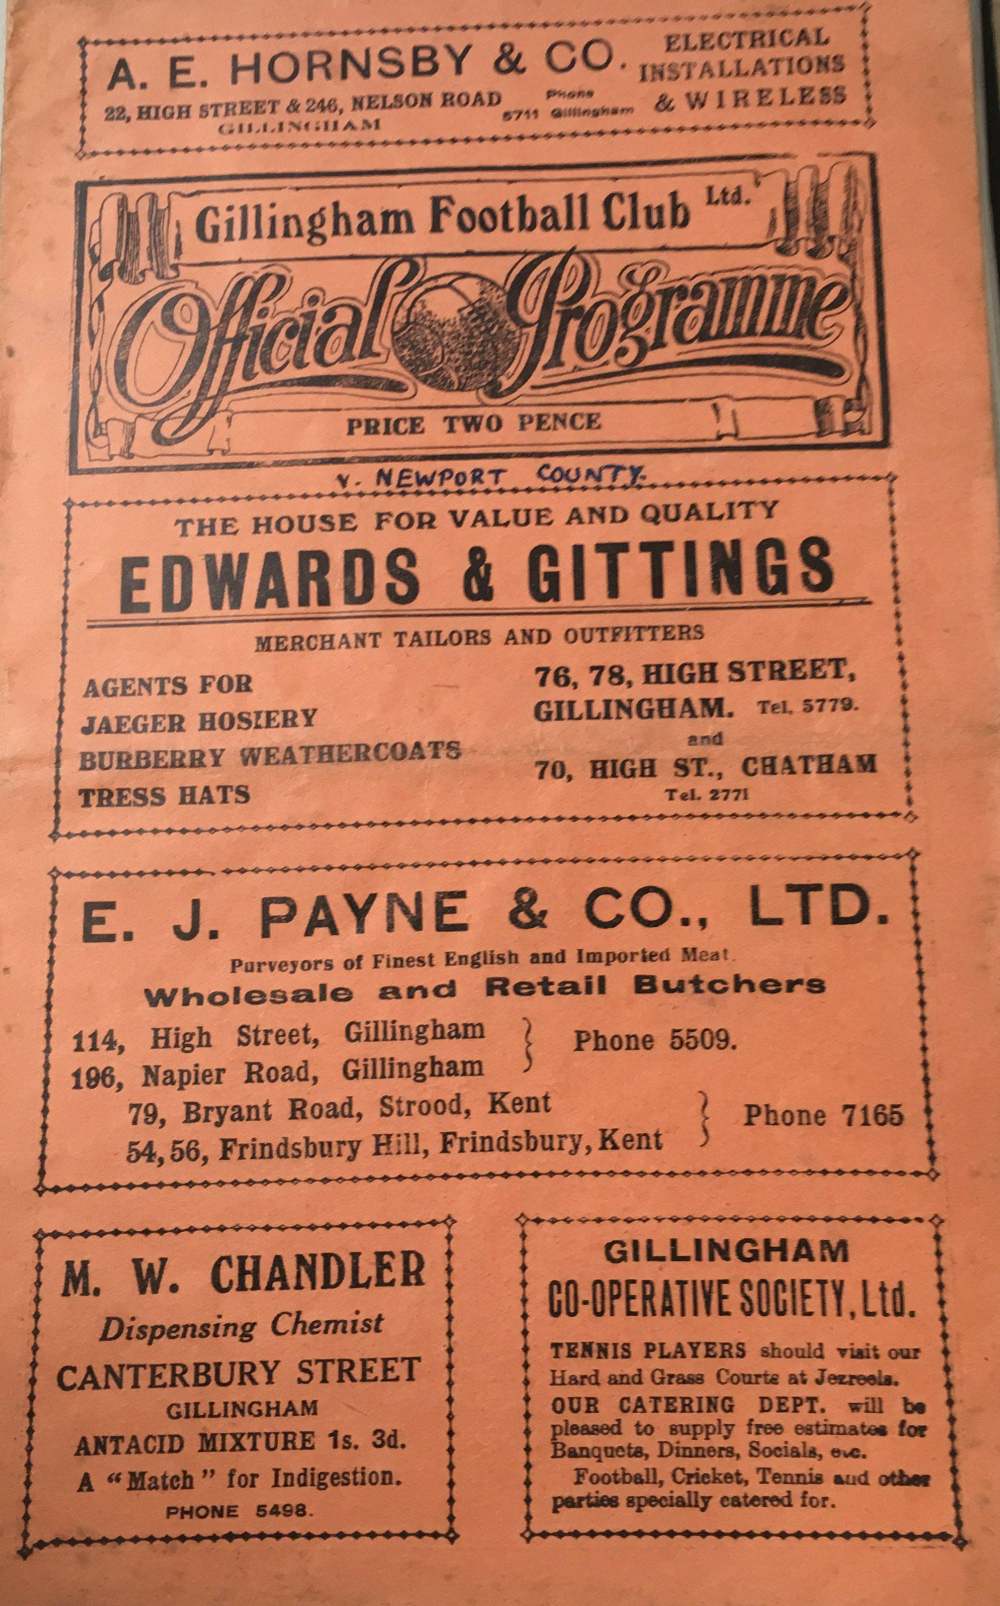 A. E. HORNSBY & CO.
22, HIGH STREET & 246, NELSON ROAD
GILLINGHAM
Phone
5711 Gillingham
ELECTRICAL
INSTALLATIONS
& WIRELESS
Gillingham Football Club Ltd.
Official Programme
PRICE TWO PENCE
v. NEWPORT COUNTY.
THE HOUSE FOR VALUE AND QUALITY
EDWARDS & GITTINGS
MERCHANT TAILORS AND OUTFITTERS
AGENTS FOR
JAEGER HOSIERY
BURBERRY WEATHERCOATS
TRESS HATS
76, 78, HIGH STREET,
GILLINGHAM. Tel. 5779.
and
70, HIGH ST., CHATHAM
Tel. 2771
E. J. PAYNE & CO., LTD.
Purveyors of Finest English and Imported Meat.
Wholesale and Retail Butchers
114, High Street, Gillingham
196, Napier Road, Gillingham
Phone 5509.
79, Bryant Road, Strood, Kent
54, 56, Frindsbury Hill, Frindsbury, Kent
Phone 7165
M. W. CHANDLER
Dispensing Chemist
CANTERBURY STREET
GILLINGHAM
ANTACID MIXTURE 1s. 3d.
A "Match" for Indigestion.
PHONE 5498.
GILLINGHAM
CO-OPERATIVE SOCIETY, Ltd.
TENNIS PLAYERS should visit our
Hard and Grass Courts at Jezreels.
OUR CATERING DEPT. will be
pleased to supply free estimates for
Banquets, Dinners, Socials, etc.
Football, Cricket, Tennis and other
parties specially catered for.